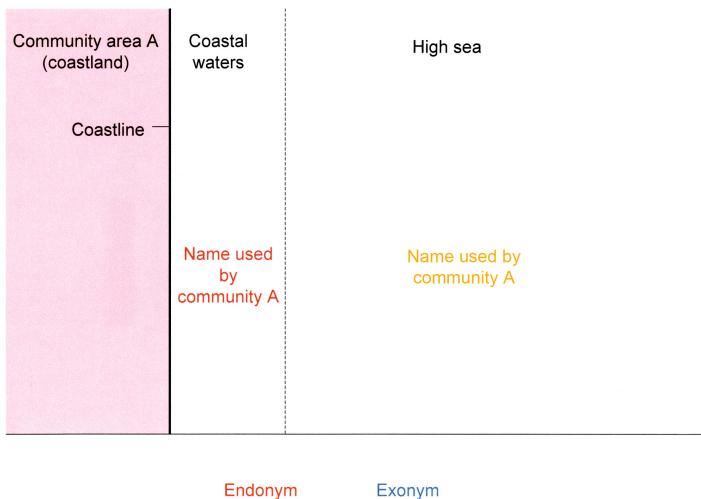 Community area A
(coastland)
Coastal
waters
High sea
Coastline
Name used
by
community A
Name used by
community A
Endonym
Exonym